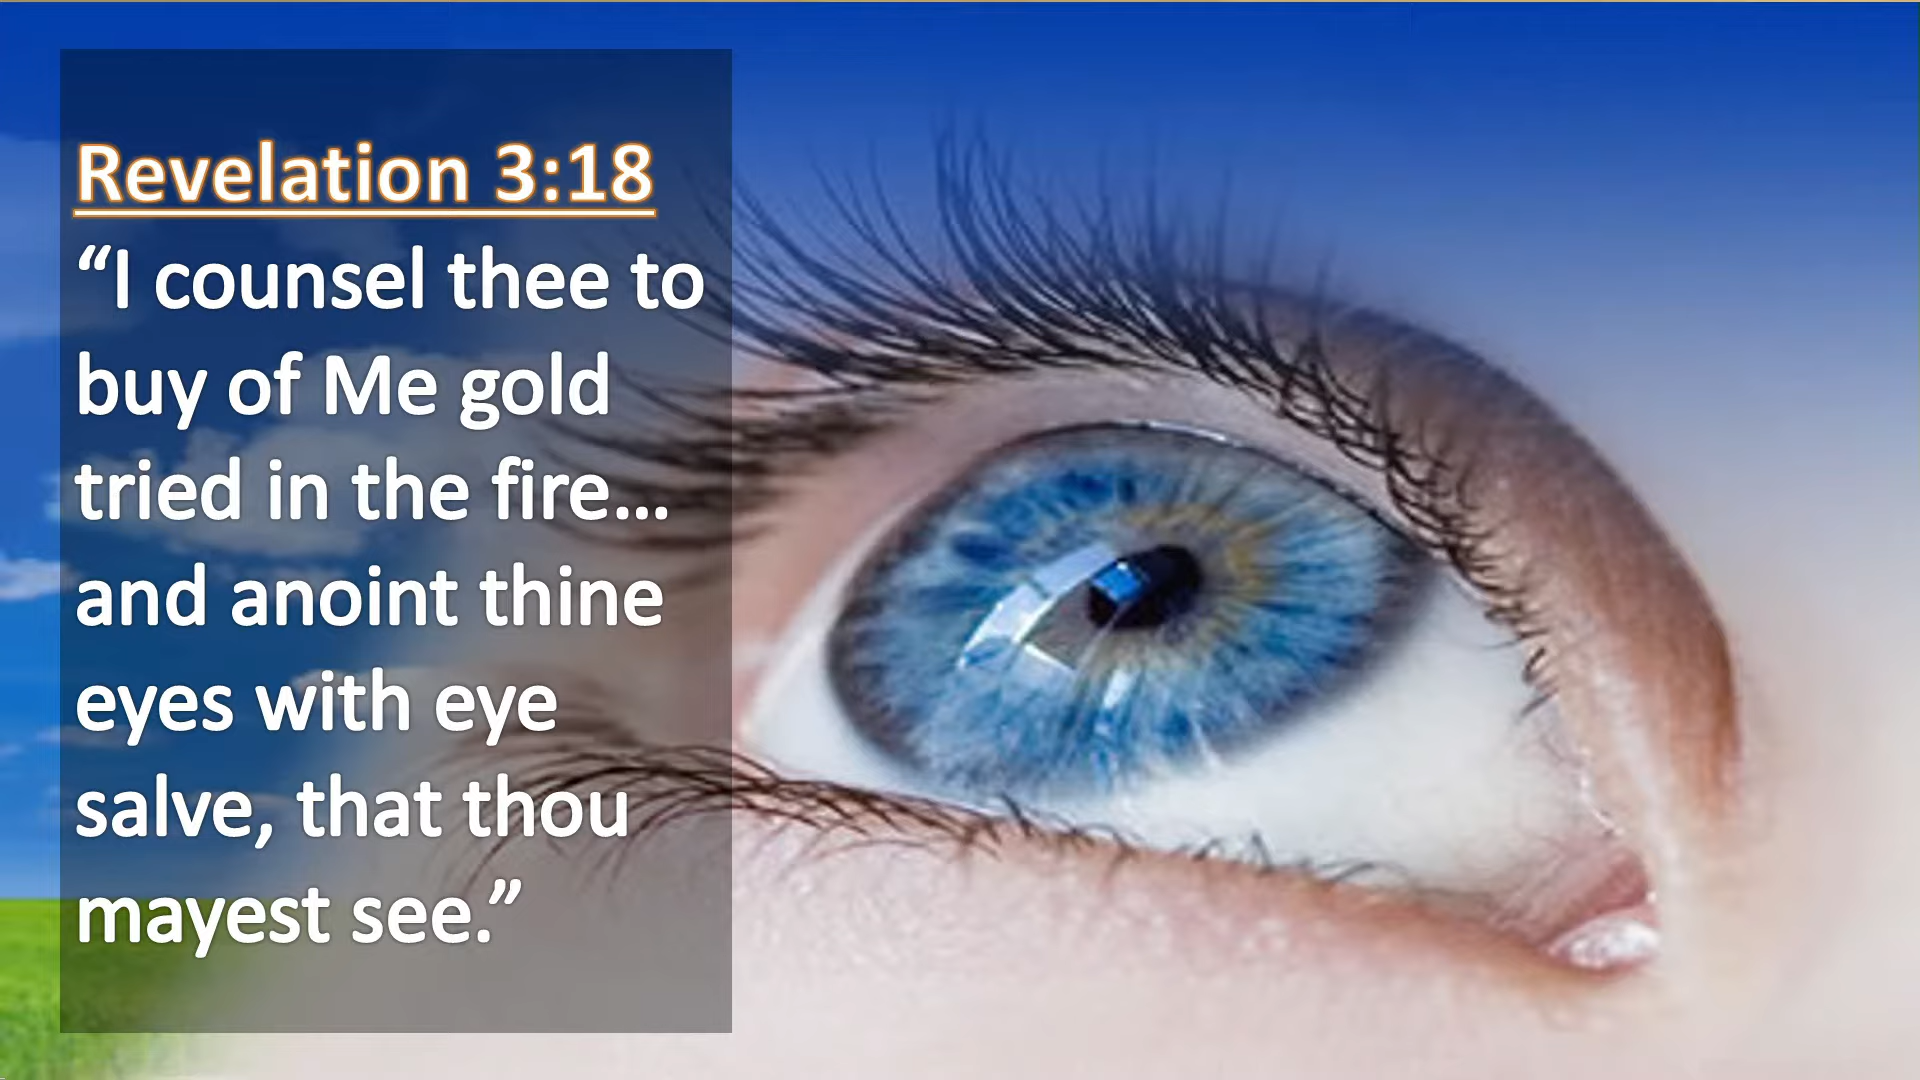 Revelation 3:18
“I counsel thee to
buy of Me gold
tried in the fire...
and anoint thine
eyes with eye
salve, that thou
mayest see.”